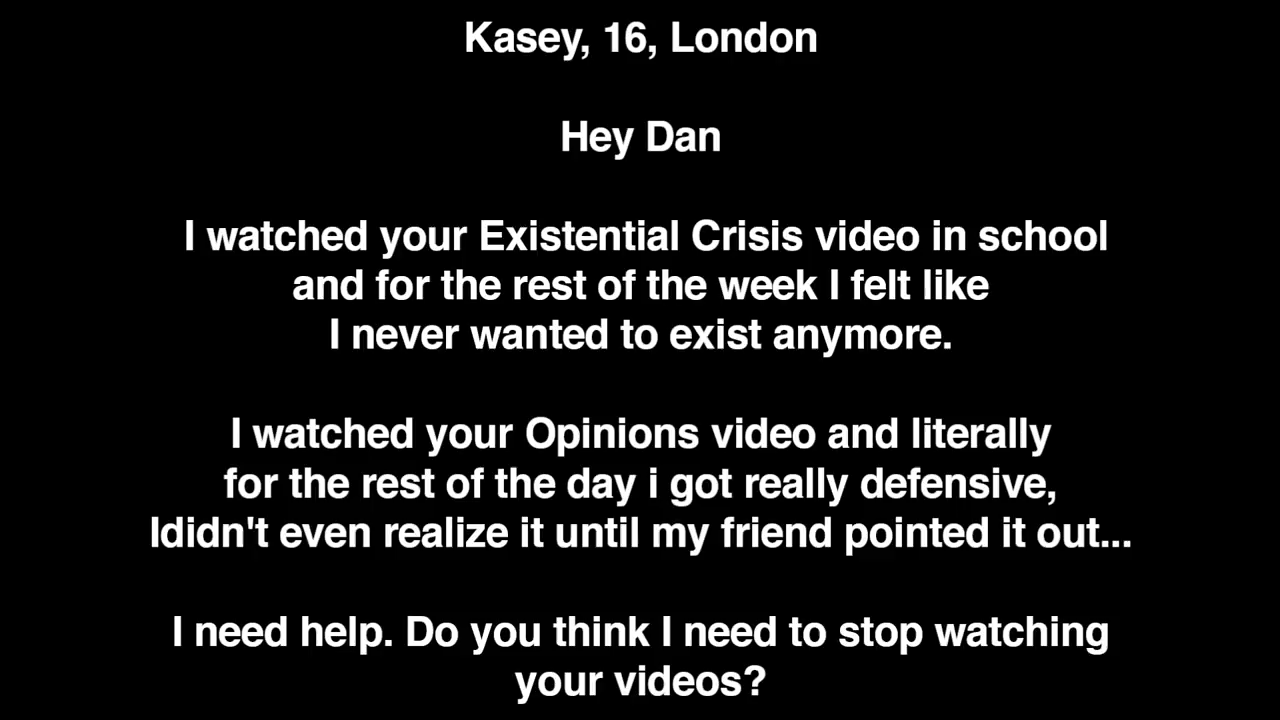 Kasey, 16, London
Hey Dan
I watched your Existential Crisis video in school
and for the rest of the week I felt like
I never wanted to exist anymore.
I watched your Opinions video and literally
for the rest of the day i got really defensive,
Ididn't even realize it until my friend pointed it out...
I need help. Do you think I need to stop watching
your videos?